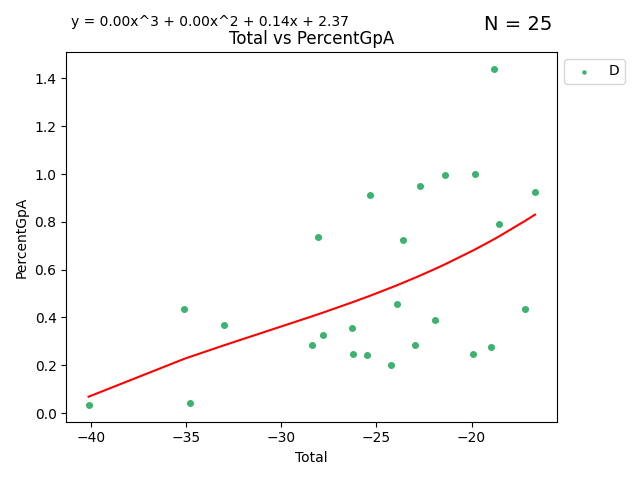 y = 0.00x^3 + 0.00x^2 + 0.14x + 2.37
N = 25
Total vs PercentGpA
D
PercentGpA
1.4
1.2
1.0
0.8
0.6
0.4
0.2
0.0
−40
−35
−30
−25
−20
Total